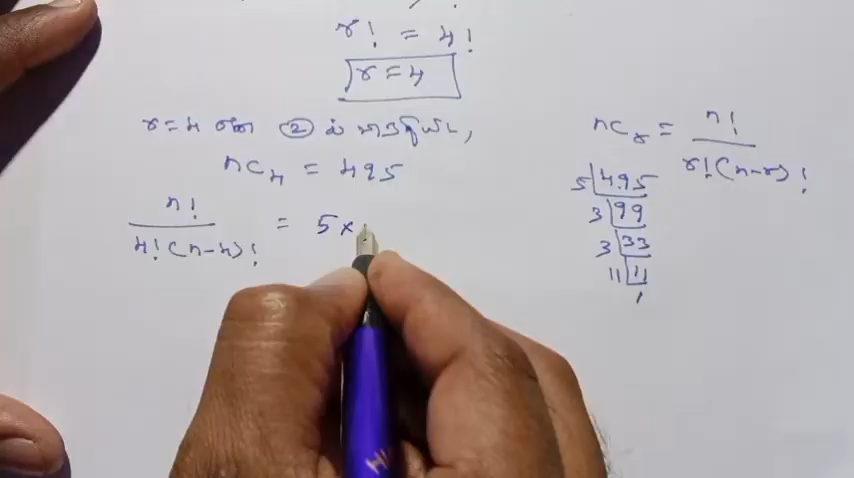 r! = 4!
r = 4
r = 4 என ② ல் பிரதியிட,
nC₄ = 495
n! / 4!(n-4)! = 5×
nCᵣ = n! / r!(n-r)!
5 | 495
3 | 99
3 | 33
11 | 11
1